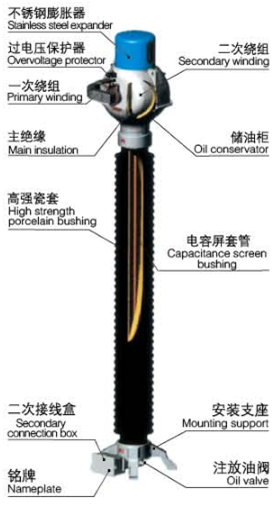 不锈钢膨胀器
Stainless steel expander
过电压保护器
Overvoltage protector
二次绕组
Secondary winding
一次绕组
Primary winding
主绝缘
Main insulation
储油柜
Oil conservator
高强瓷套
High strength
porcelain bushing
电容屏套管
Capacitance screen
bushing
二次接线盒
Secondary
connection box
安装支座
Mounting support
铭牌
Nameplate
注放油阀
Oil valve